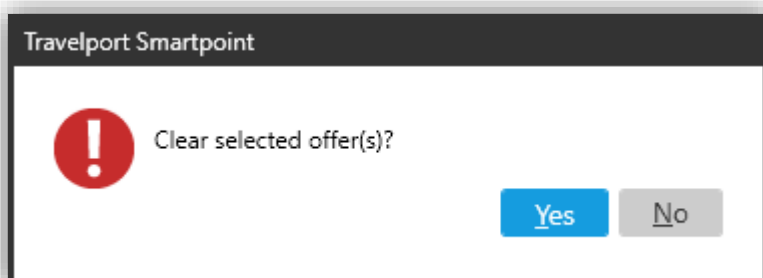 Travelport Smartpoint
Clear selected offer(s)?
Yes No